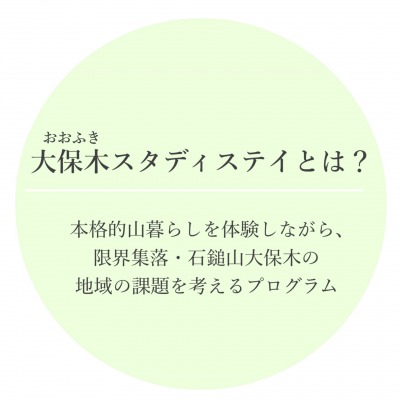 おおふき
大保木スタディステイとは？
本格的山暮らしを体験しながら、
限界集落・石鎚山大保木の
地域の課題を考えるプログラム